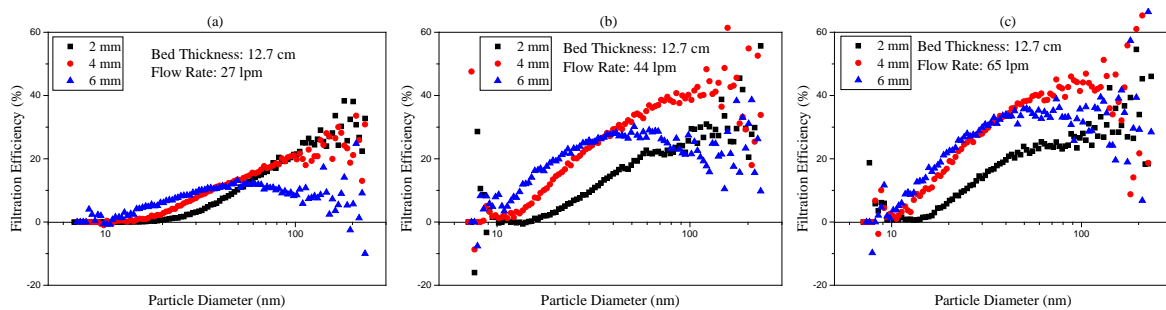 (a)
60
40
20
0
-20
Filtration Efficiency (%)
2 mm
4 mm
6 mm
Bed Thickness: 12.7 cm
Flow Rate: 27 lpm
10
100
Particle Diameter (nm)
(b)
60
40
20
0
-20
Filtration Efficiency (%)
2 mm
4 mm
6 mm
Bed Thickness: 12.7 cm
Flow Rate: 44 lpm
10
100
Particle Diameter (nm)
(c)
60
40
20
0
-20
Filtration Efficiency (%)
2 mm
4 mm
6 mm
Bed Thickness: 12.7 cm
Flow Rate: 65 lpm
10
100
Particle Diameter (nm)